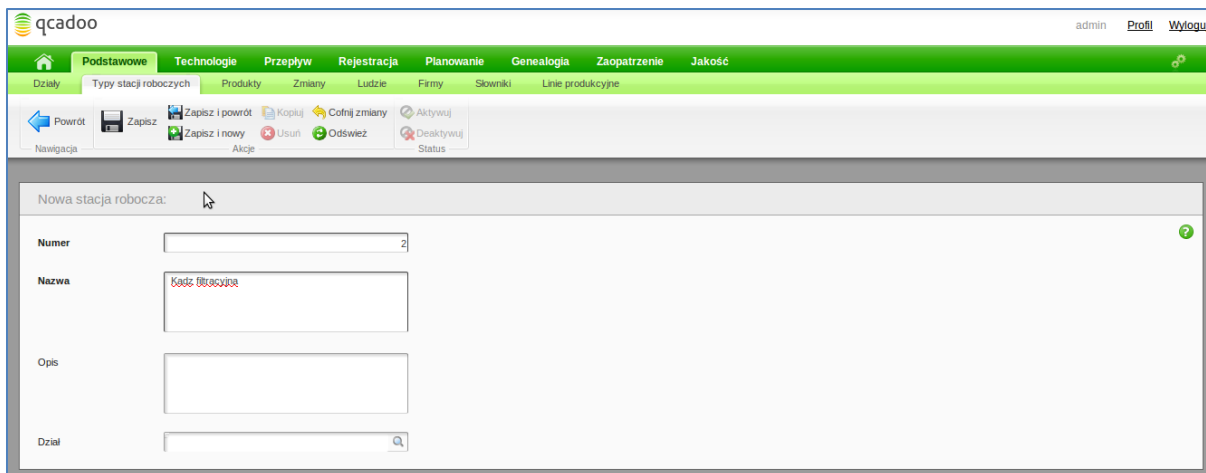 qcadoo
admin Profil Wylogu
Podstawowe Technologie Przepływ Rejestracja Planowanie Genealogia Zaopatrzenie Jakość
Działy Typy stacji roboczych Produkty Zmiany Ludzie Firmy Słowniki Linie produkcyjne
Powrót Zapisz Zapisz i powrót Kopiuj Cofnij zmiany Aktywuj
Zapisz i nowy Usuń Odśwież Deaktywuj
Nawigacja Akcje Status
Nowa stacja robocza:
Numer 2
Nazwa Kadz filtracyjna
Opis
Dział